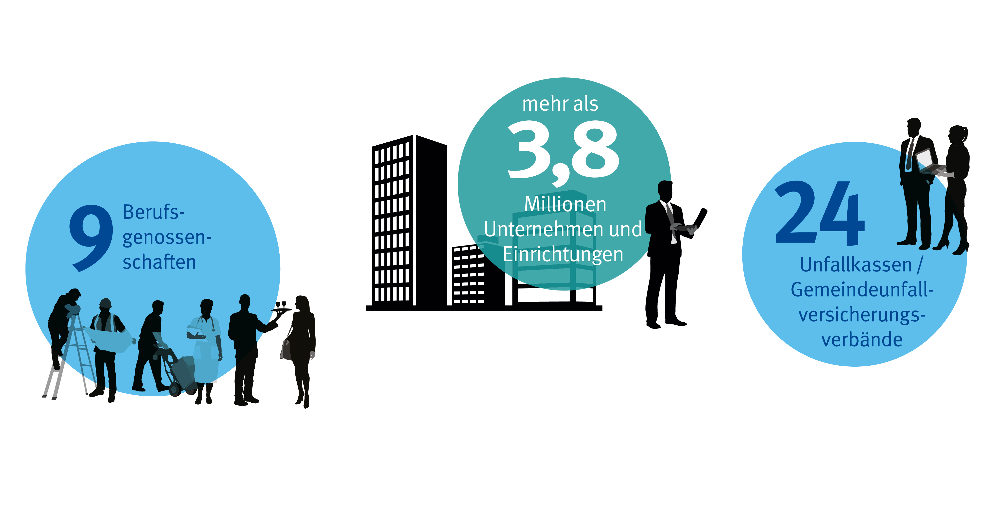 9
Berufs-
genossen-
schaften
mehr als
3,8
Millionen
Unternehmen und
Einrichtungen
24
Unfallkassen /
Gemeindeunfall-
versicherungs-
verbände